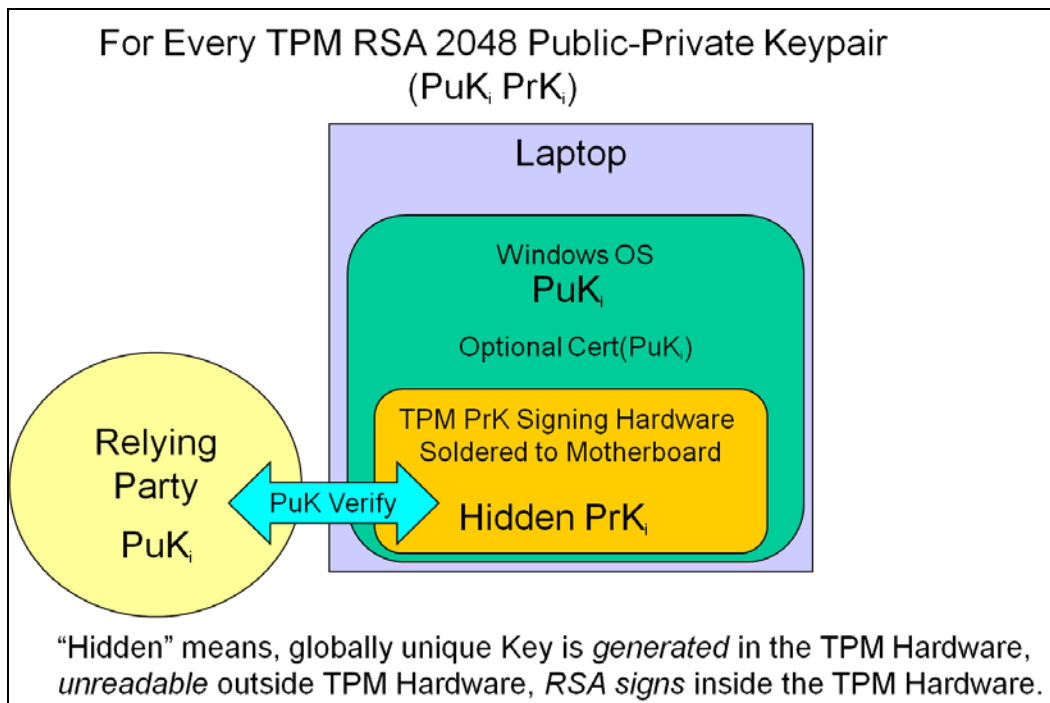 For Every TPM RSA 2048 Public-Private Keypair
(PuKᵢ PrKᵢ)
Laptop
Windows OS
PuKᵢ
Optional Cert(PuKᵢ)
TPM PrK Signing Hardware
Soldered to Motherboard
Hidden PrKᵢ
PuK Verify
Relying
Party
PuKᵢ
“Hidden” means, globally unique Key is generated in the TPM Hardware,
unreadable outside TPM Hardware, RSA signs inside the TPM Hardware.